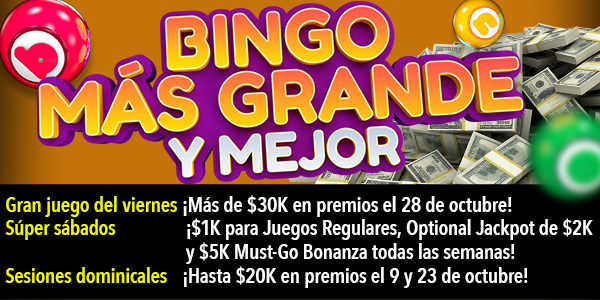 BINGO
MÁS GRANDE
Y MEJOR
Gran juego del viernes ¡Más de $30K en premios el 28 de octubre!
Súper sábados ¡$1K para Juegos Regulares, Optional Jackpot de $2K
y $5K Must-Go Bonanza todas las semanas!
Sesiones dominicales ¡Hasta $20K en premios el 9 y 23 de octubre!